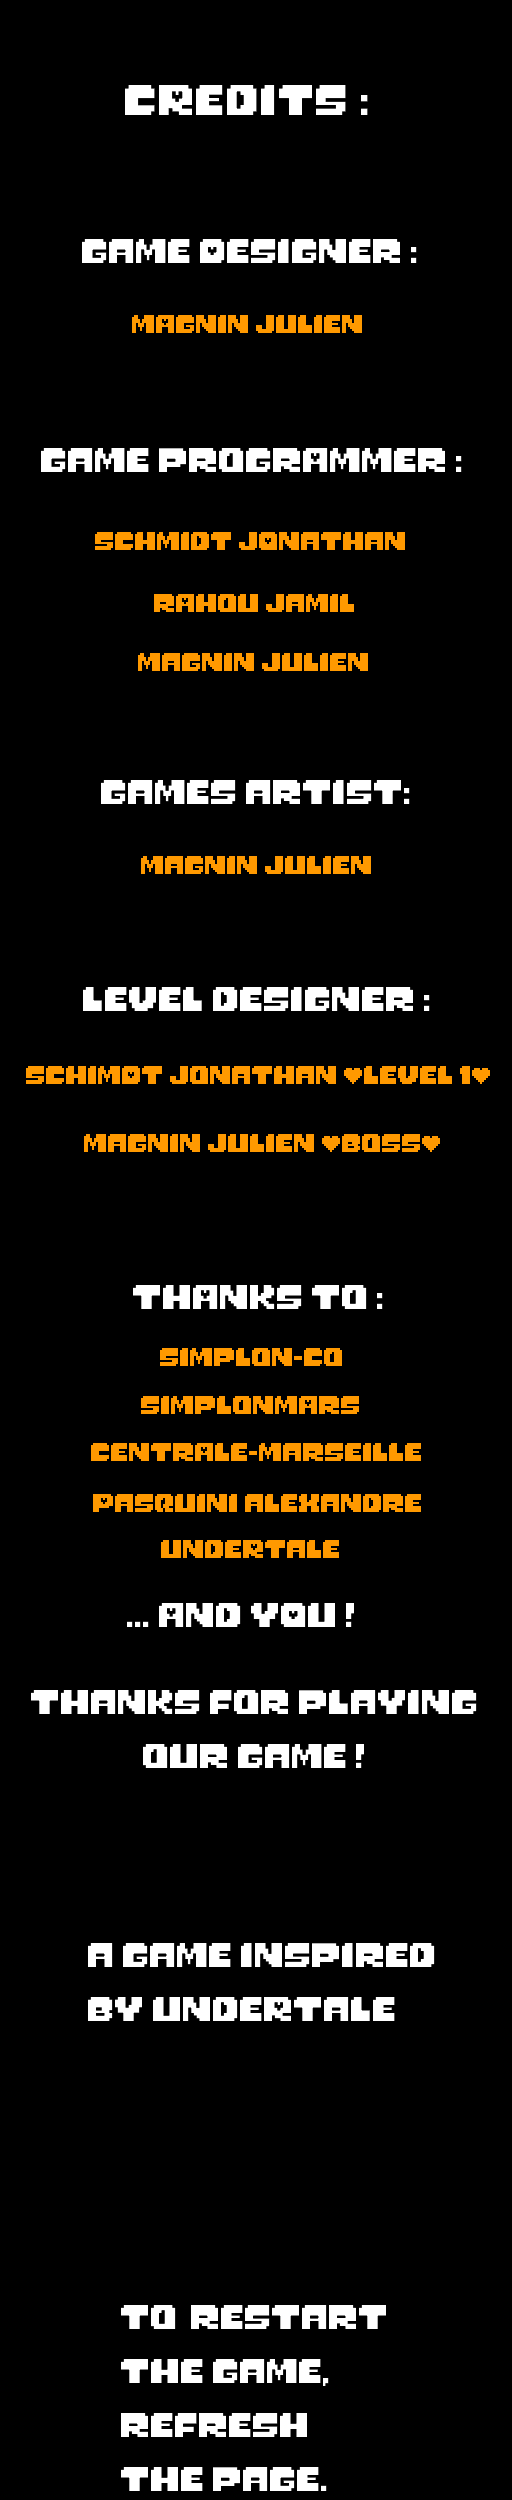 CREDITS :
GAME DESIGNER :
MAGNIN JULIEN
GAME PROGRAMMER :
SCHMIDT JONATHAN
RAHOU JAMIL
MAGNIN JULIEN
GAMES ARTIST:
MAGNIN JULIEN
LEVEL DESIGNER :
SCHIMDT JONATHAN ♥LEVEL 1♥
MAGNIN JULIEN ♥BOSS♥
THANKS TO :
SIMPLON-CO
SIMPLONMARS
CENTRALE-MARSEILLE
PASQUINI ALEXANDRE
UNDERTALE
... AND YOU !
THANKS FOR PLAYING
OUR GAME !
A GAME INSPIRED
BY UNDERTALE
TO RESTART
THE GAME,
REFRESH
THE PAGE.